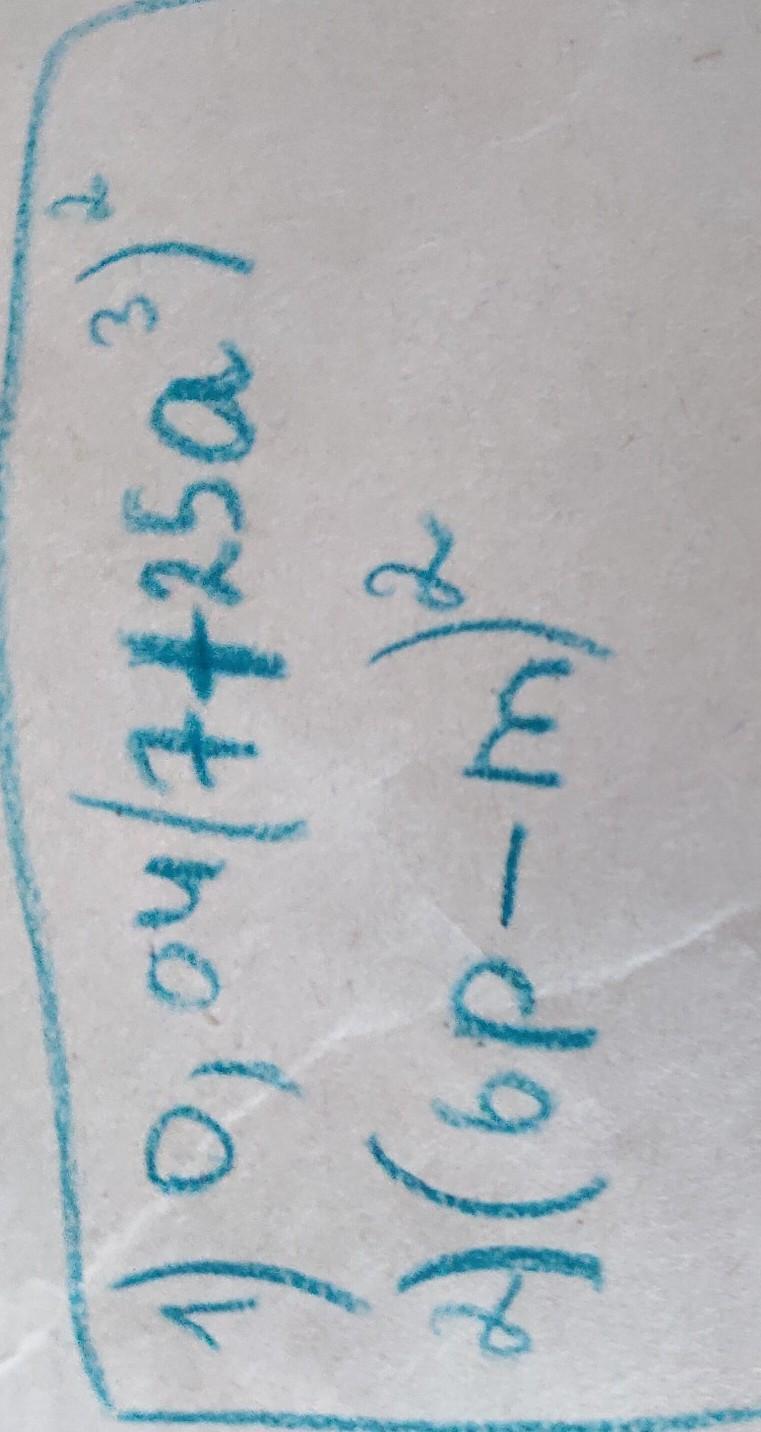 1) 0,04(7+25a³)²
2) (6p-m)²